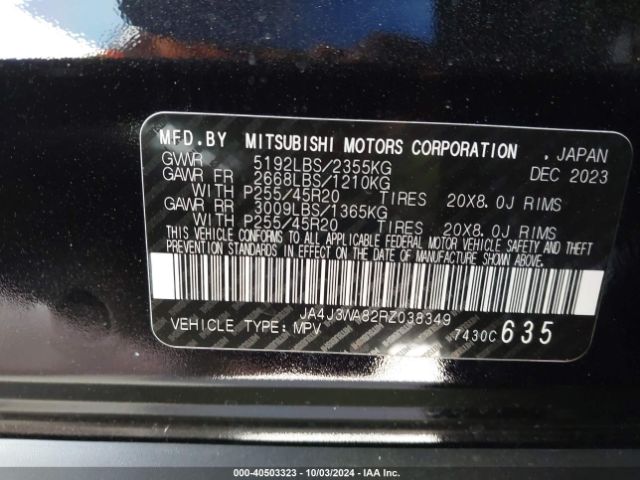 MFD.BY MITSUBISHI MOTORS CORPORATION . JAPAN
GVWR 5192LBS/2355KG DEC 2023
GAWR FR 2668LBS/1210KG
WITH P255/45R20 TIRES 20X8.0J RIMS
GAWR RR 3009LBS/1365KG
WITH P255/45R20 TIRES 20X8.0J RIMS
THIS VEHICLE CONFORMS TO ALL APPLICABLE FEDERAL MOTOR VEHICLE SAFETY AND THEFT
PREVENTION STANDARDS IN EFFECT ON THE DATE OF MANUFACTURE SHOWN ABOVE.
JA4J3WA82RZ038349
VEHICLE TYPE: MPV 7430C 635
000-40503323 - 10/03/2024 - IAA Inc.